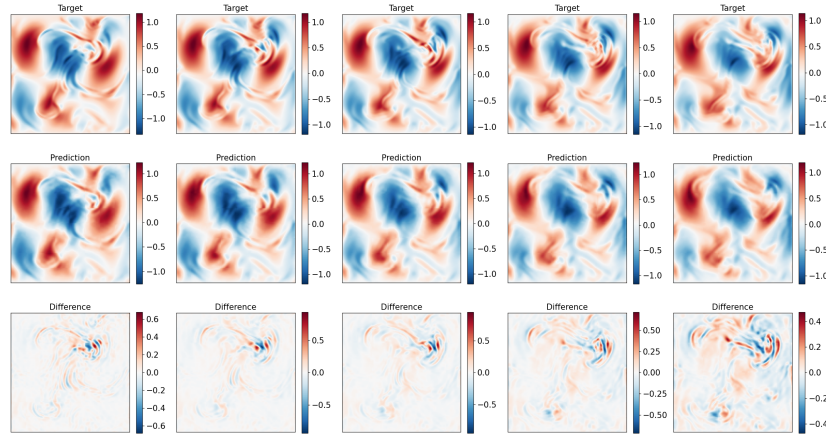 Target Target Target Target Target
1.0 1.0 1.0 1.0 1.0
0.5 0.5 0.5 0.5 0.5
0.0 0.0 0.0 0.0 0.0
−0.5 −0.5 −0.5 −0.5 −0.5
−1.0 −1.0 −1.0 −1.0 −1.0
Prediction Prediction Prediction Prediction Prediction
1.0 1.0 1.0 1.0 1.0
0.5 0.5 0.5 0.5 0.5
0.0 0.0 0.0 0.0 0.0
−0.5 −0.5 −0.5 −0.5 −0.5
−1.0 −1.0 −1.0 −1.0 −1.0
Difference Difference Difference Difference Difference
0.6 0.5 0.5 0.50 0.4
0.4 0.0 0.0 0.25 0.2
0.2 −0.5 −0.5 0.00 0.0
0.0 −0.25 −0.2
−0.2 −0.50 −0.4
−0.4
−0.6